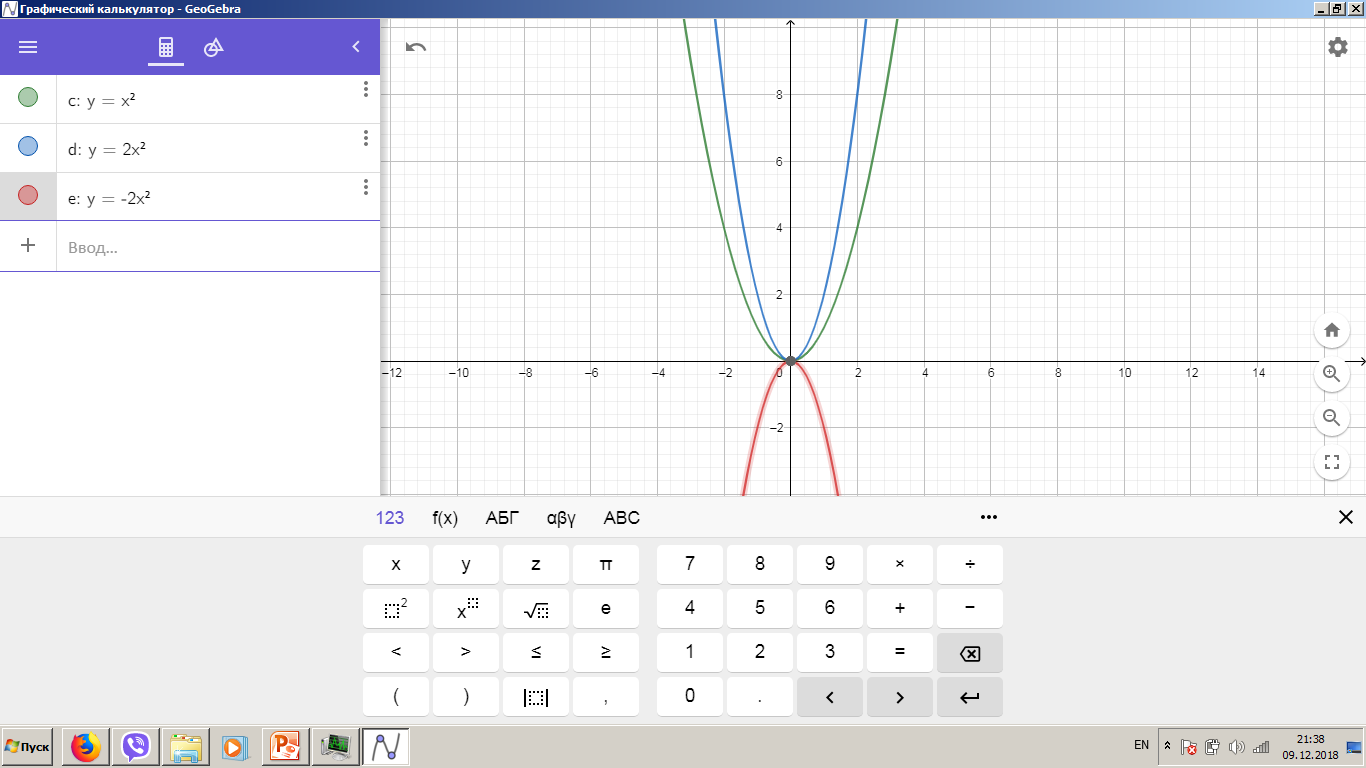 Графический калькулятор - GeoGebra
c: y = x²
d: y = 2x²
e: y = -2x²
Ввод...
8
6
4
2
−12 −10 −8 −6 −4 −2 0 2 4 6 8 10 12 14
−2
123 f(x) АБГ αβγ ABC
x y z π 7 8 9 × ÷
2 x √ e 4 5 6 + −
< > ≤ ≥ 1 2 3 =
( ) | | , 0 . < >
Пуск EN 21:38
09.12.2018